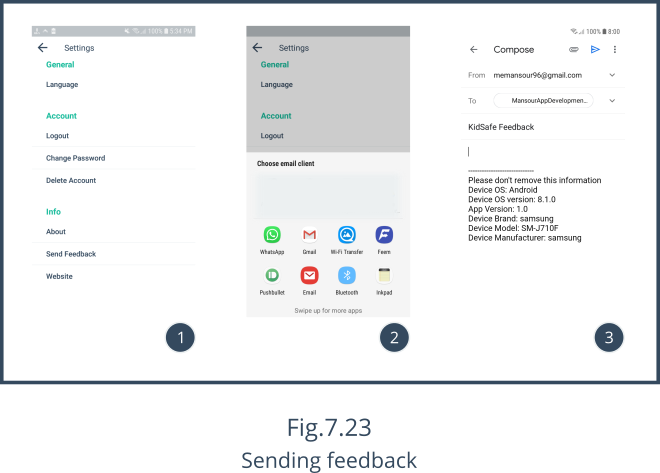 5:34 PM
Settings
General
Language
Account
Logout
Change Password
Delete Account
Info
About
Send Feedback
Website
1
Settings
General
Language
Account
Logout
Choose email client
WhatsApp Gmail Wi-Fi Transfer Feem
Pushbullet Email Bluetooth Inkpad
Swipe up for more apps
2
100% 8:00
Compose
From memansour96@gmail.com
To MansourAppDevelopmen...
KidSafe Feedback
------------------------------
Please don't remove this information
Device OS: Android
Device OS version: 8.1.0
App Version: 1.0
Device Brand: samsung
Device Model: SM-J710F
Device Manufacturer: samsung
3
Fig.7.23
Sending feedback